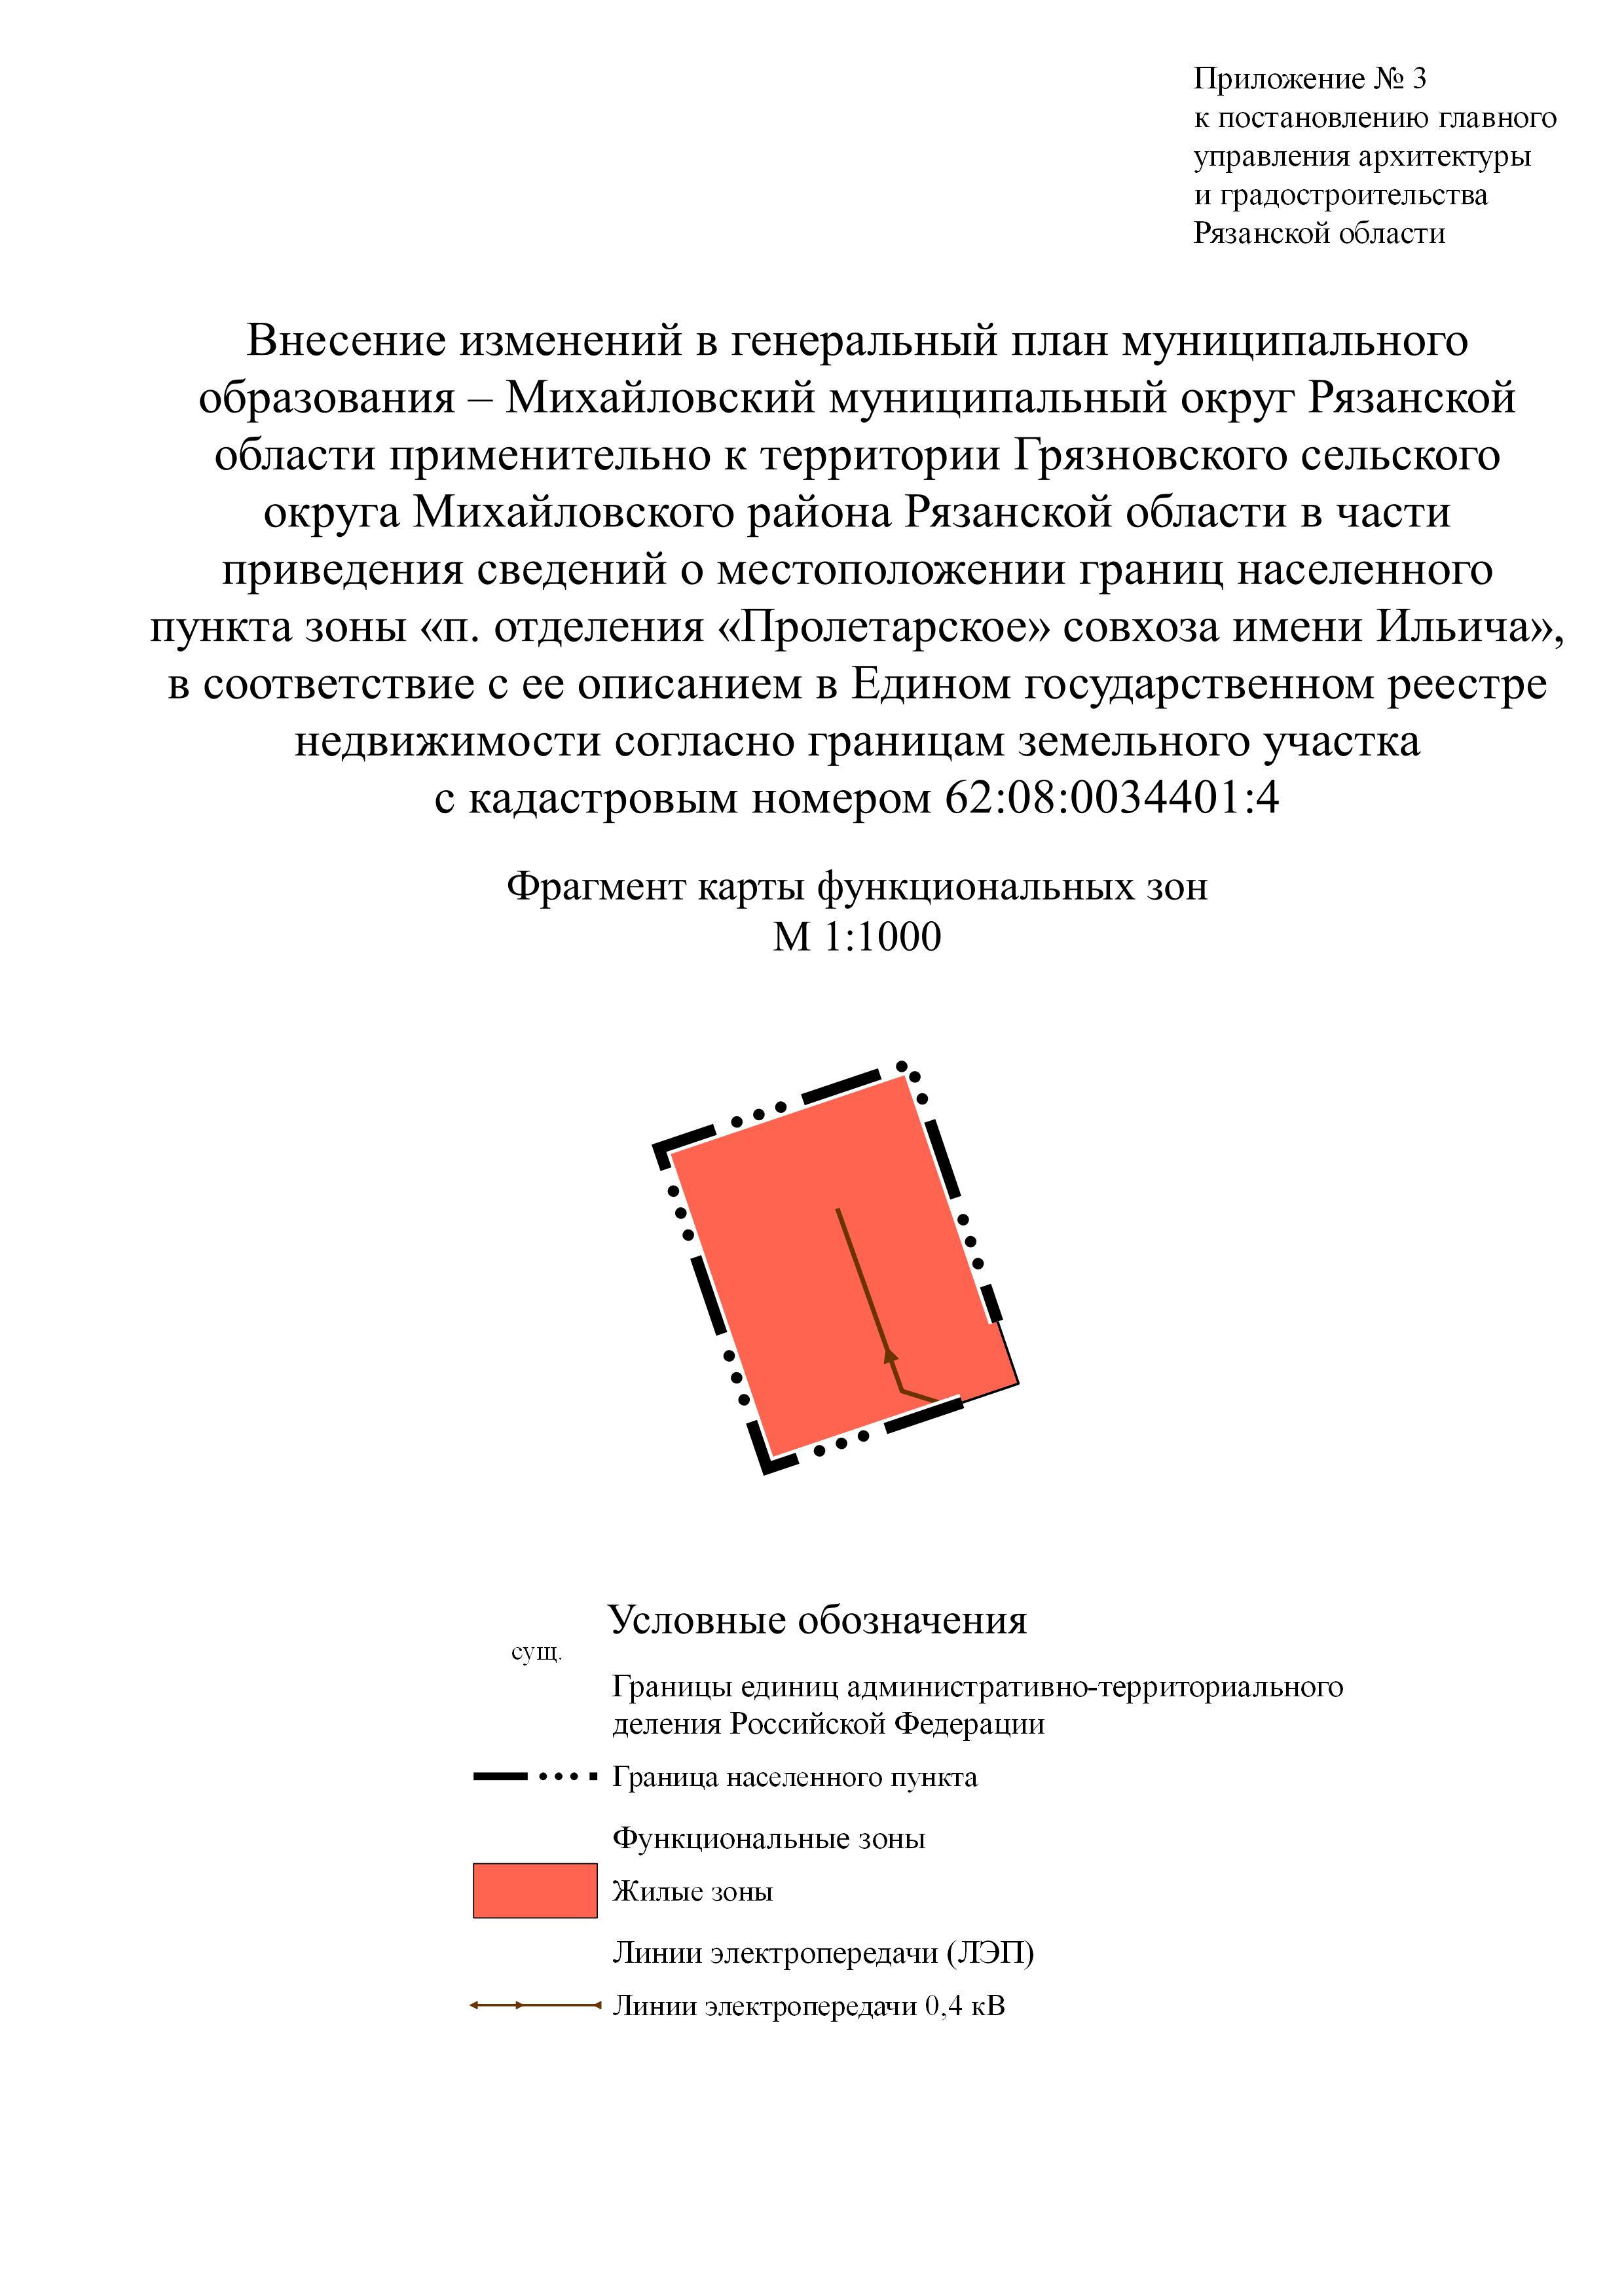 Приложение № 3
к постановлению главного
управления архитектуры
и градостроительства
Рязанской области
Внесение изменений в генеральный план муниципального
образования – Михайловский муниципальный округ Рязанской
области применительно к территории Грязновского сельского
округа Михайловского района Рязанской области в части
приведения сведений о местоположении границ населенного
пункта зоны «п. отделения «Пролетарское» совхоза имени Ильича»,
в соответствие с ее описанием в Едином государственном реестре
недвижимости согласно границам земельного участка
с кадастровым номером 62:08:0034401:4
Фрагмент карты функциональных зон
М 1:1000
Условные обозначения
сущ.
Границы единиц административно-территориального
деления Российской Федерации
Граница населенного пункта
Функциональные зоны
Жилые зоны
Линии электропередачи (ЛЭП)
Линии электропередачи 0,4 кВ